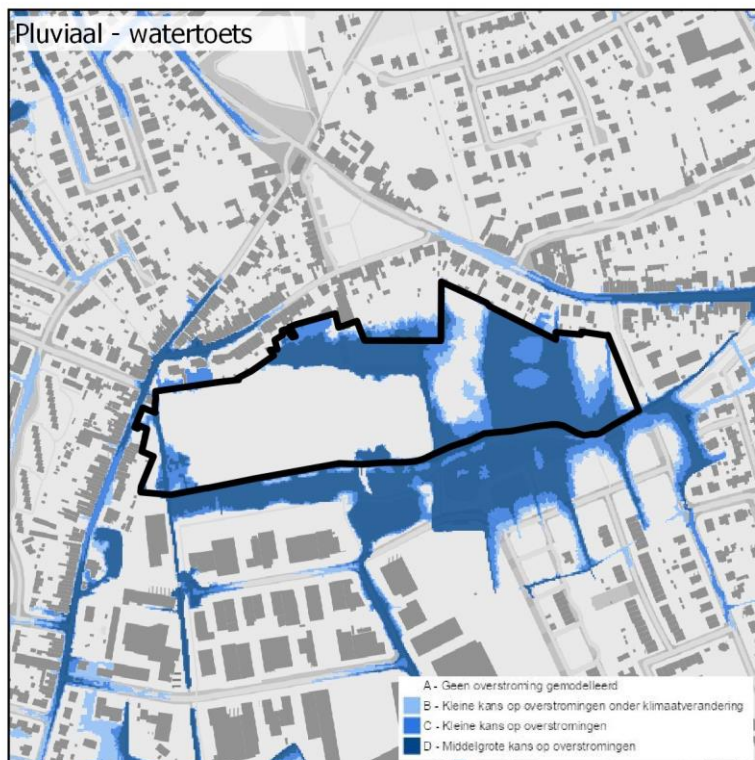 Pluviaal - watertoets
A - Geen overstroming gemodelleerd
B - Kleine kans op overstromingen onder klimaatverandering
C - Kleine kans op overstromingen
D - Middelgrote kans op overstromingen